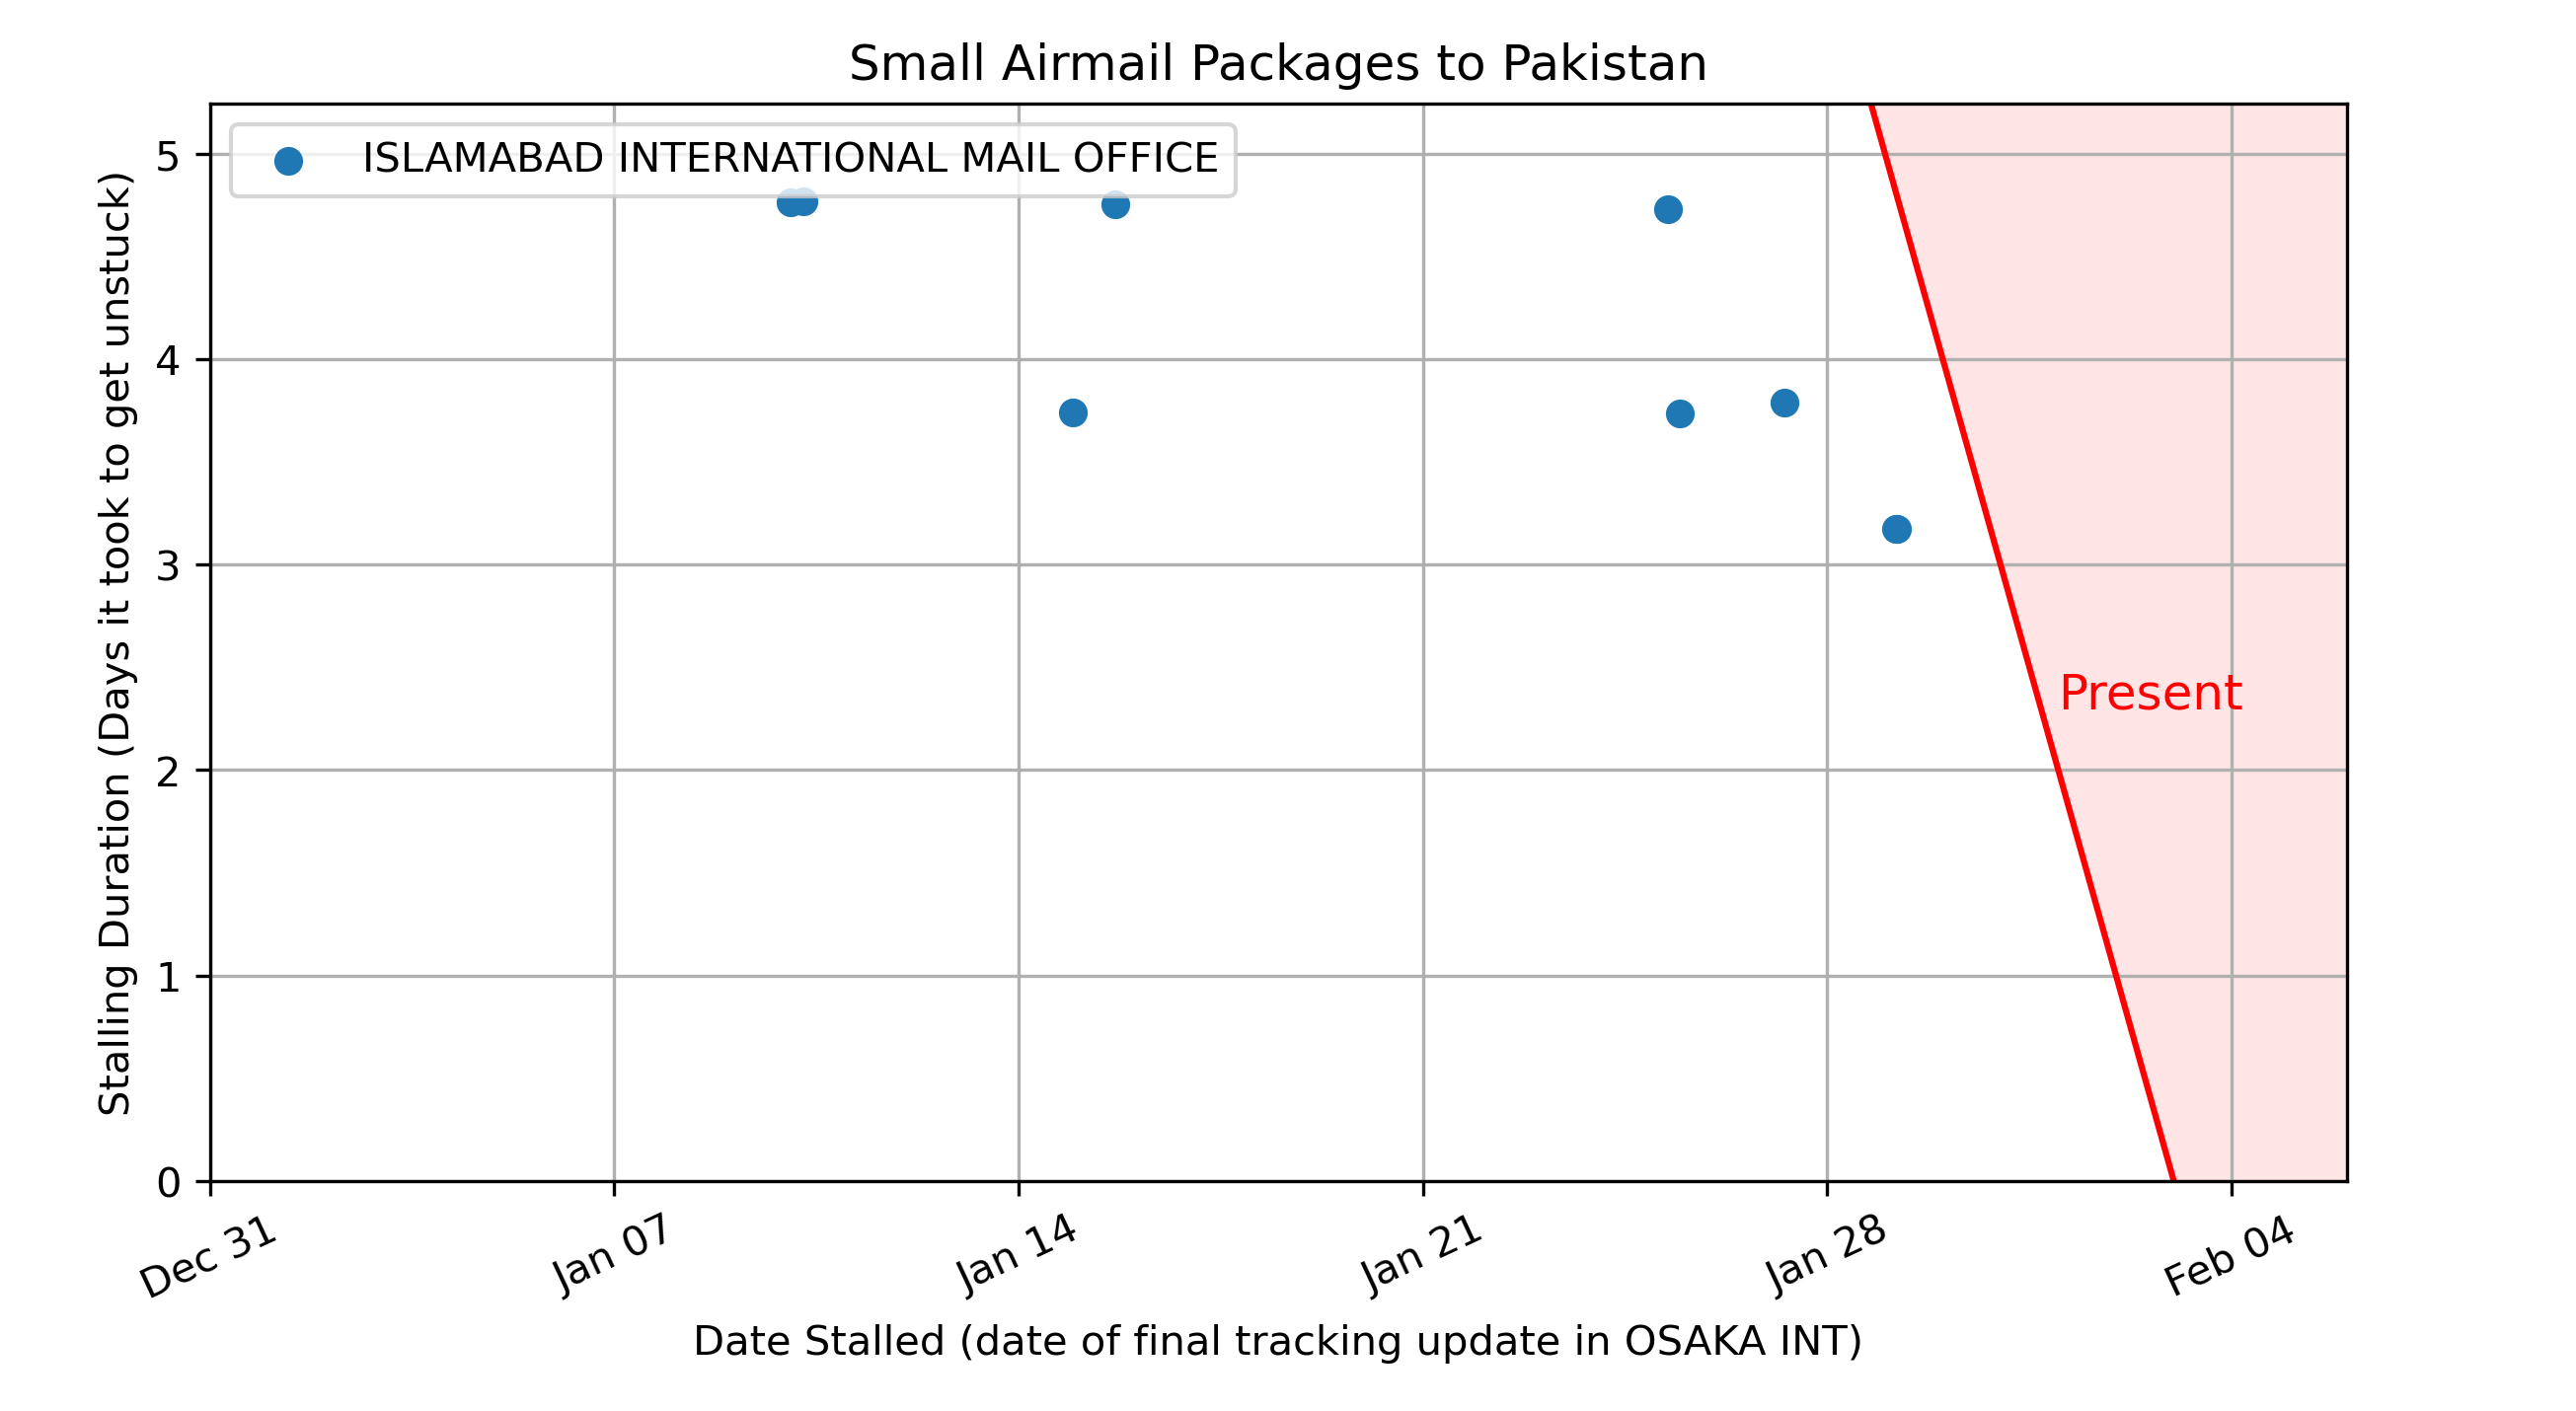 Small Airmail Packages to Pakistan
ISLAMABAD INTERNATIONAL MAIL OFFICE
Stalling Duration (Days it took to get unstuck)
5
4
3
2
1
0
Present
Dec 31
Jan 07
Jan 14
Jan 21
Jan 28
Feb 04
Date Stalled (date of final tracking update in OSAKA INT)